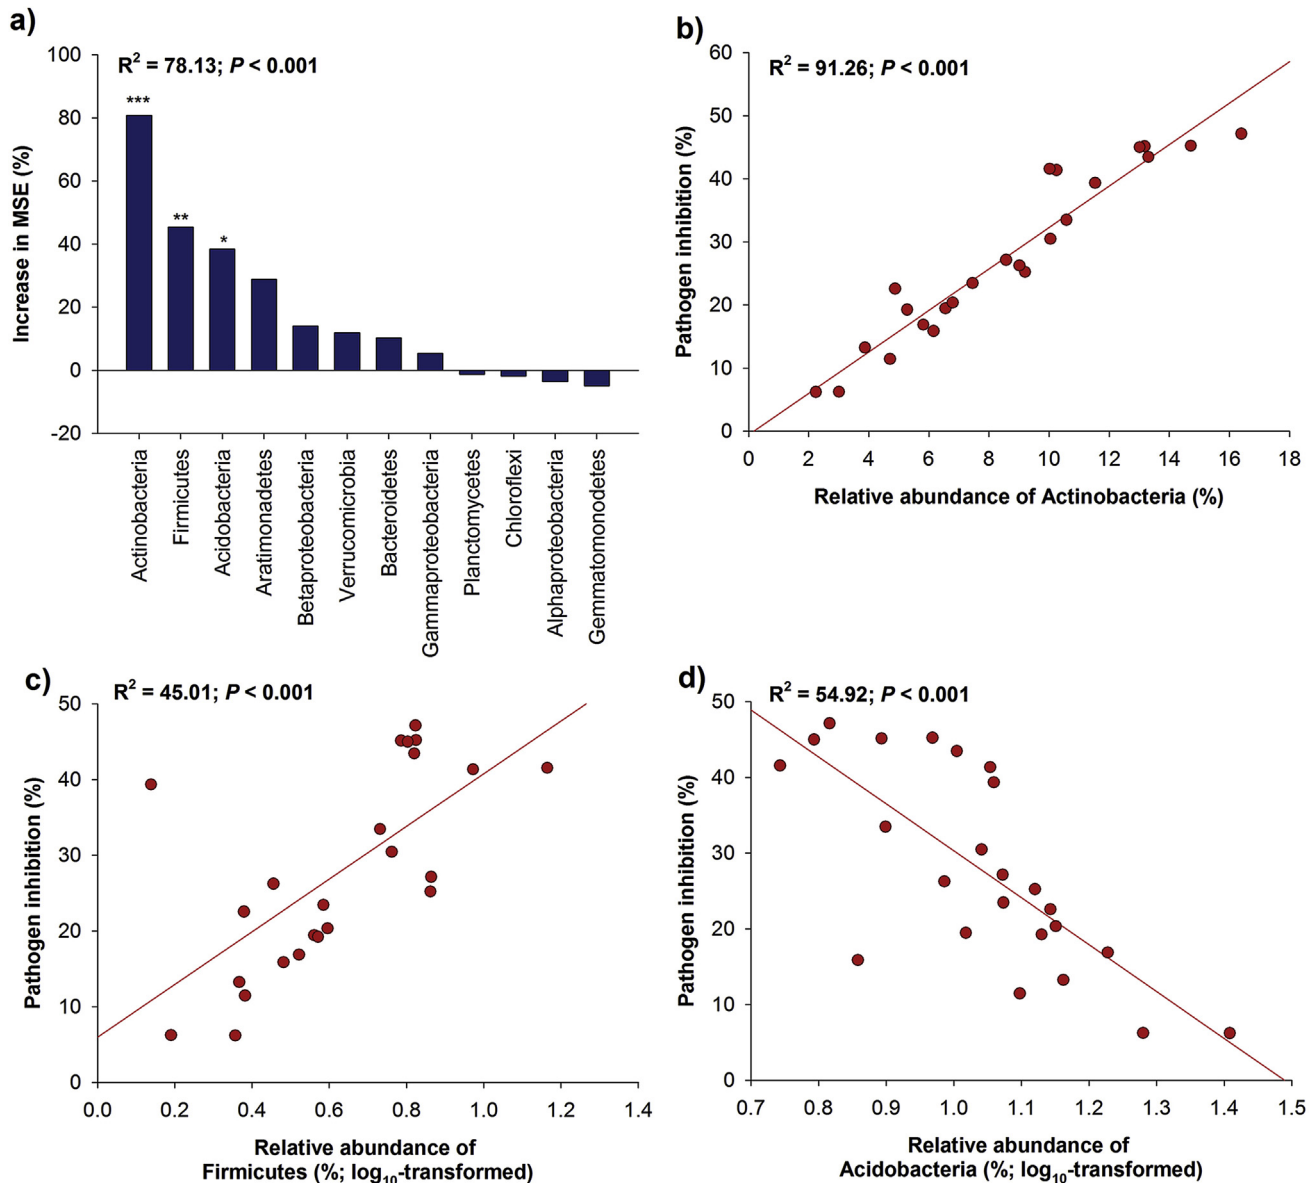 a)
R² = 78.13; P < 0.001
Increase in MSE (%)
100
80
60
40
20
0
-20
***
**
*
Actinobacteria
Firmicutes
Acidobacteria
Aratimonadetes
Betaproteobacteria
Verrucomicrobia
Bacteroidetes
Gammaproteobacteria
Planctomycetes
Chloroflexi
Alphaproteobacteria
Gemmatomonodetes
b)
R² = 91.26; P < 0.001
Pathogen inhibition (%)
60
50
40
30
20
10
0
0 2 4 6 8 10 12 14 16 18
Relative abundance of Actinobacteria (%)
c)
R² = 45.01; P < 0.001
Pathogen inhibition (%)
50
40
30
20
10
0
0.0 0.2 0.4 0.6 0.8 1.0 1.2 1.4
Relative abundance of
Firmicutes (%; log₁₀-transformed)
d)
R² = 54.92; P < 0.001
Pathogen inhibition (%)
50
40
30
20
10
0
0.7 0.8 0.9 1.0 1.1 1.2 1.3 1.4 1.5
Relative abundance of
Acidobacteria (%; log₁₀-transformed)